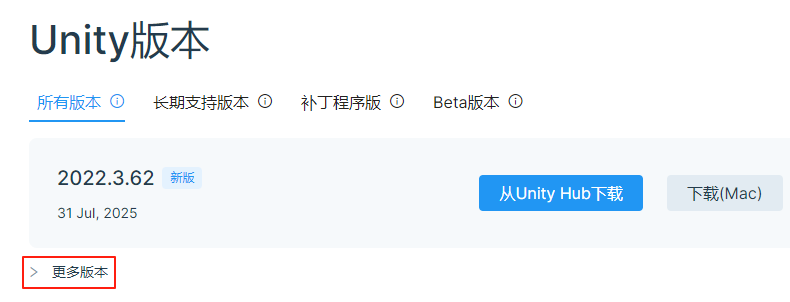 Unity版本
所有版本 长期支持版本 补丁程序版 Beta版本
2022.3.62 新版
从Unity Hub下载 下载(Mac)
31 Jul, 2025
更多版本